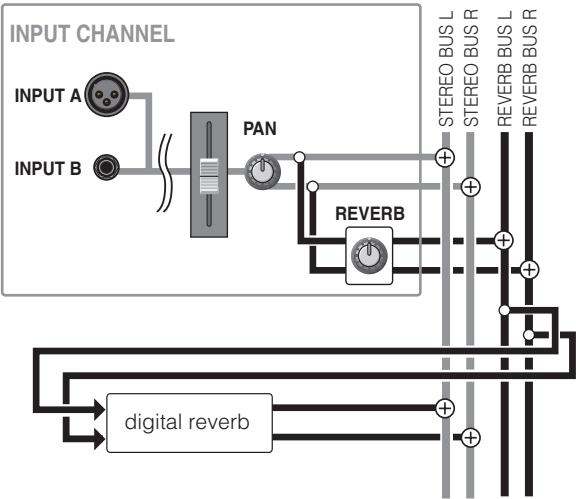 INPUT CHANNEL
STEREO BUS L
STEREO BUS R
REVERB BUS L
REVERB BUS R
INPUT A
PAN
INPUT B
REVERB
digital reverb